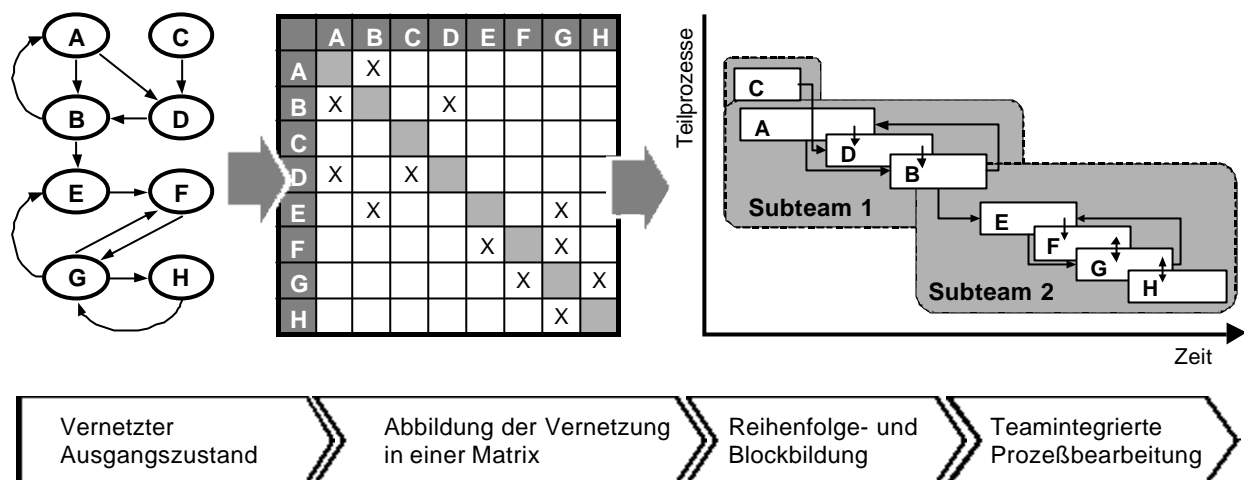 A C
B D
E F
G H
A B C D E F G H
A X
B X X
C
D X X
E X X
F X X
G X X
H X
Teilprozesse
C
A
D
B
Subteam 1
E
F
G
Subteam 2 H
Zeit
Vernetzter
Ausgangszustand
Abbildung der Vernetzung
in einer Matrix
Reihenfolge- und
Blockbildung
Teamintegrierte
Prozeßbearbeitung